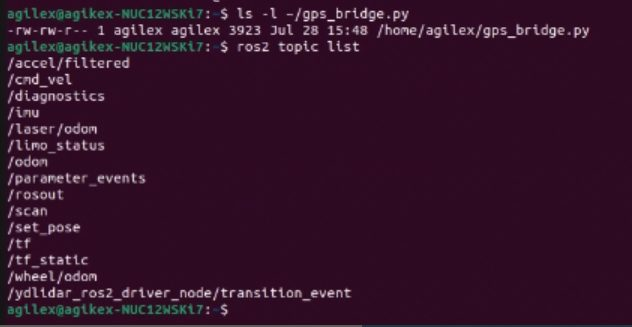 agilex@agikex-NUC12WSKi7:~$ ls -l ~/gps_bridge.py
-rw-rw-r-- 1 agilex agilex 3923 Jul 28 15:48 /home/agilex/gps_bridge.py
agilex@agikex-NUC12WSKi7:~$ ros2 topic list
/accel/filtered
/cmd_vel
/diagnostics
/imu
/laser/odom
/limo_status
/odom
/parameter_events
/rosout
/scan
/set_pose
/tf
/tf_static
/wheel/odom
/ydlidar_ros2_driver_node/transition_event
agilex@agikex-NUC12WSKi7:~$